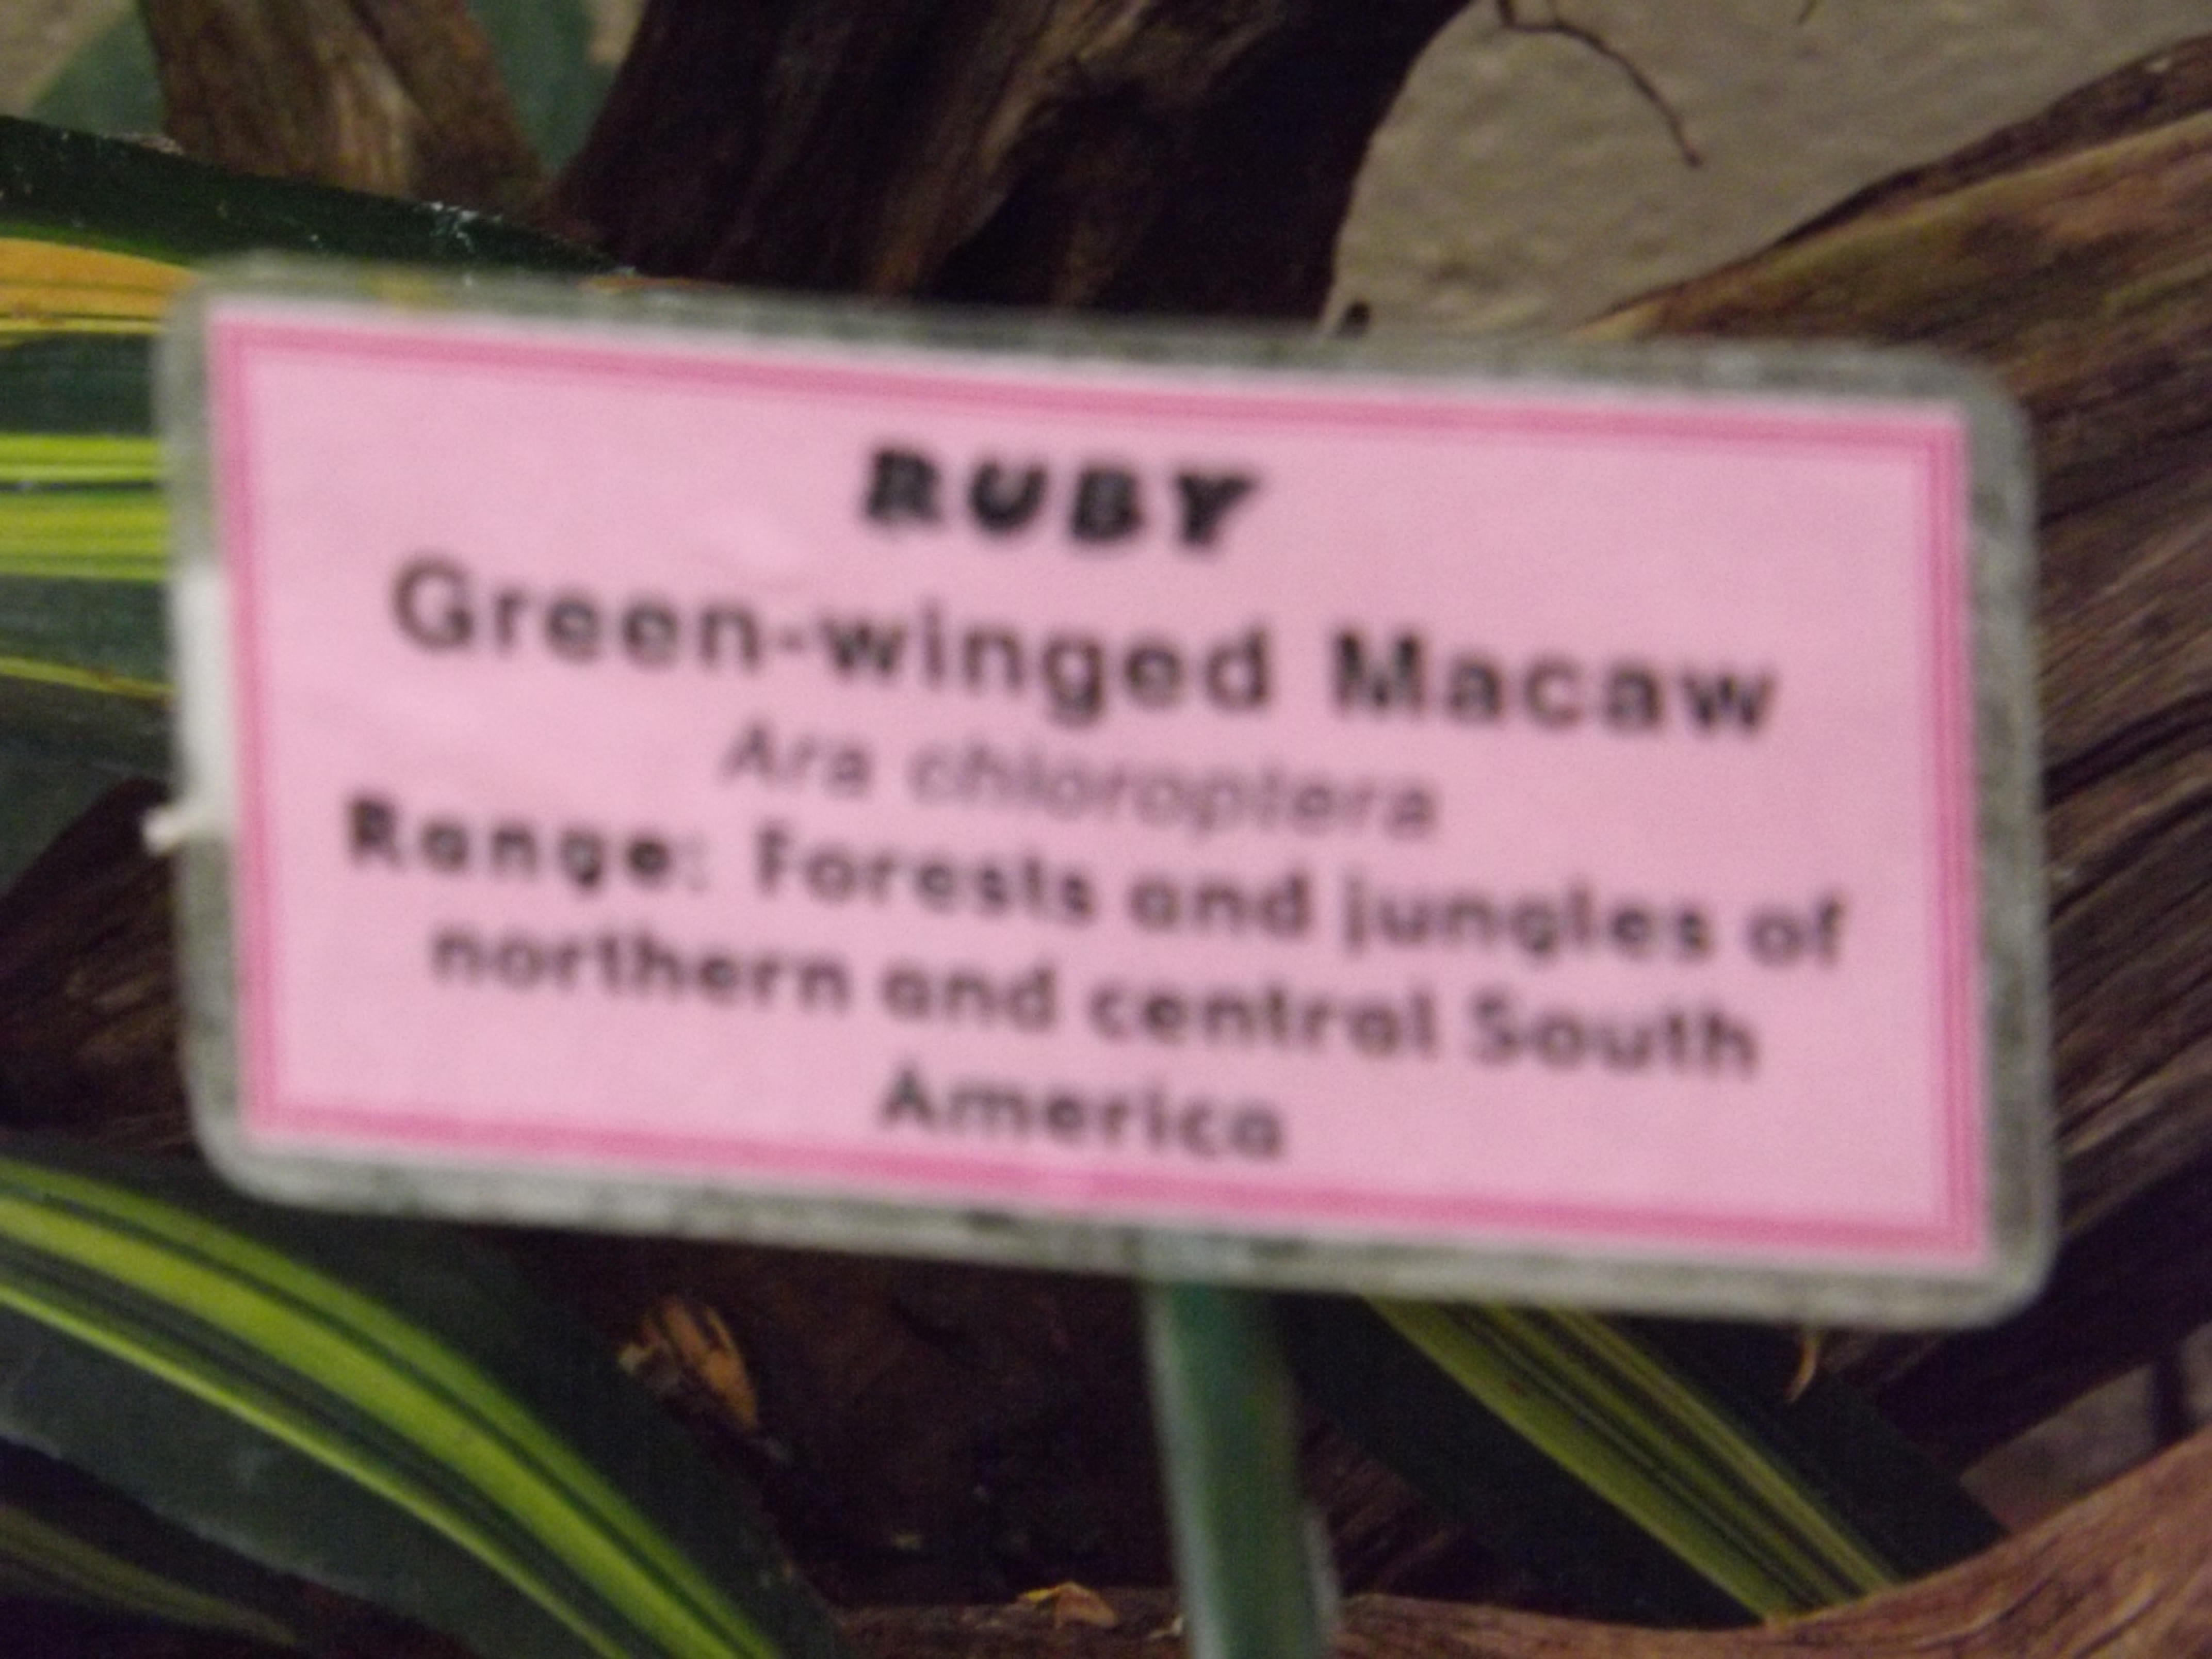 RUBY
Green-winged Macaw
Ara chloroptera
Range: Forests and jungles of
northern and central South
America